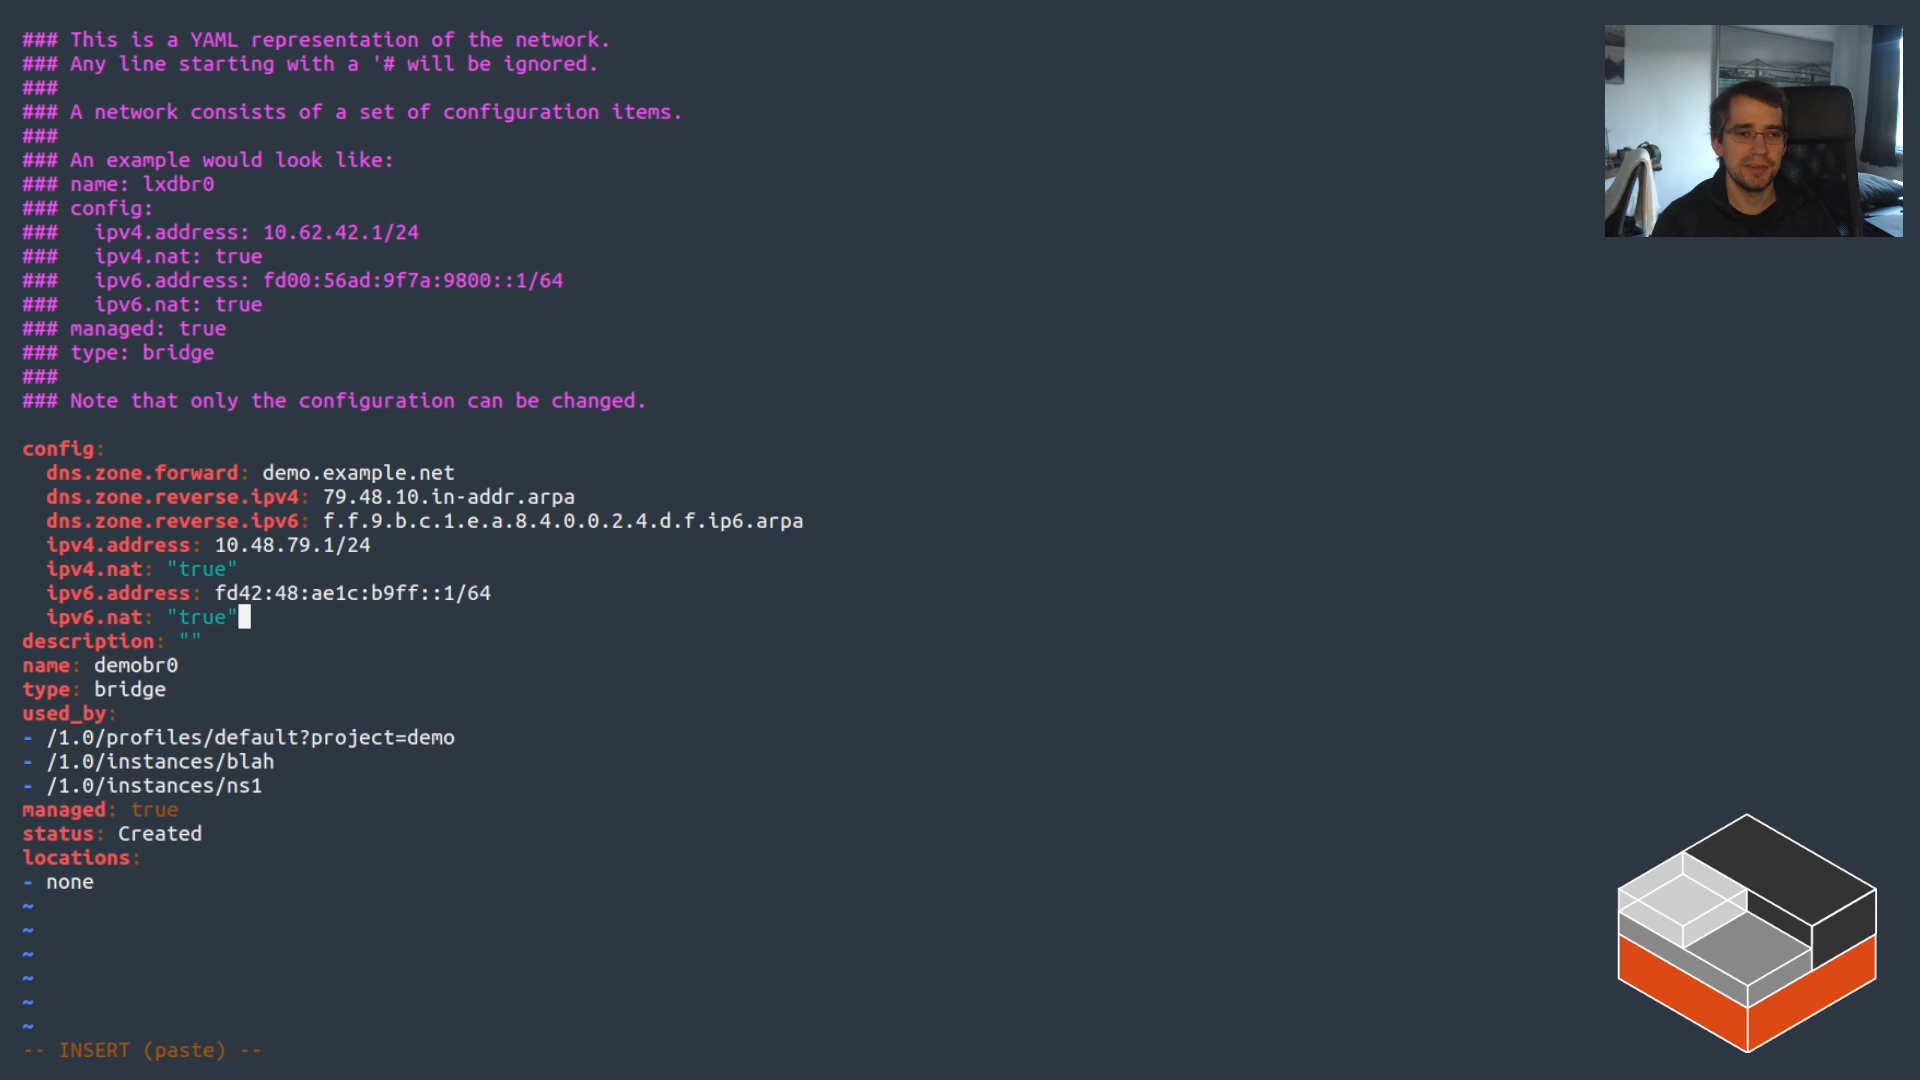 ### This is a YAML representation of the network.
### Any line starting with a '# will be ignored.
###
### A network consists of a set of configuration items.
###
### An example would look like:
### name: lxdbr0
### config:
###   ipv4.address: 10.62.42.1/24
###   ipv4.nat: true
###   ipv6.address: fd00:56ad:9f7a:9800::1/64
###   ipv6.nat: true
### managed: true
### type: bridge
###
### Note that only the configuration can be changed.
config:
  dns.zone.forward: demo.example.net
  dns.zone.reverse.ipv4: 79.48.10.in-addr.arpa
  dns.zone.reverse.ipv6: f.f.9.b.c.1.e.a.8.4.0.0.2.4.d.f.ip6.arpa
  ipv4.address: 10.48.79.1/24
  ipv4.nat: "true"
  ipv6.address: fd42:48:ae1c:b9ff::1/64
  ipv6.nat: "true"
description: ""
name: demobr0
type: bridge
used_by:
- /1.0/profiles/default?project=demo
- /1.0/instances/blah
- /1.0/instances/ns1
managed: true
status: Created
locations:
- none
~
~
~
~
~
~
-- INSERT (paste) --